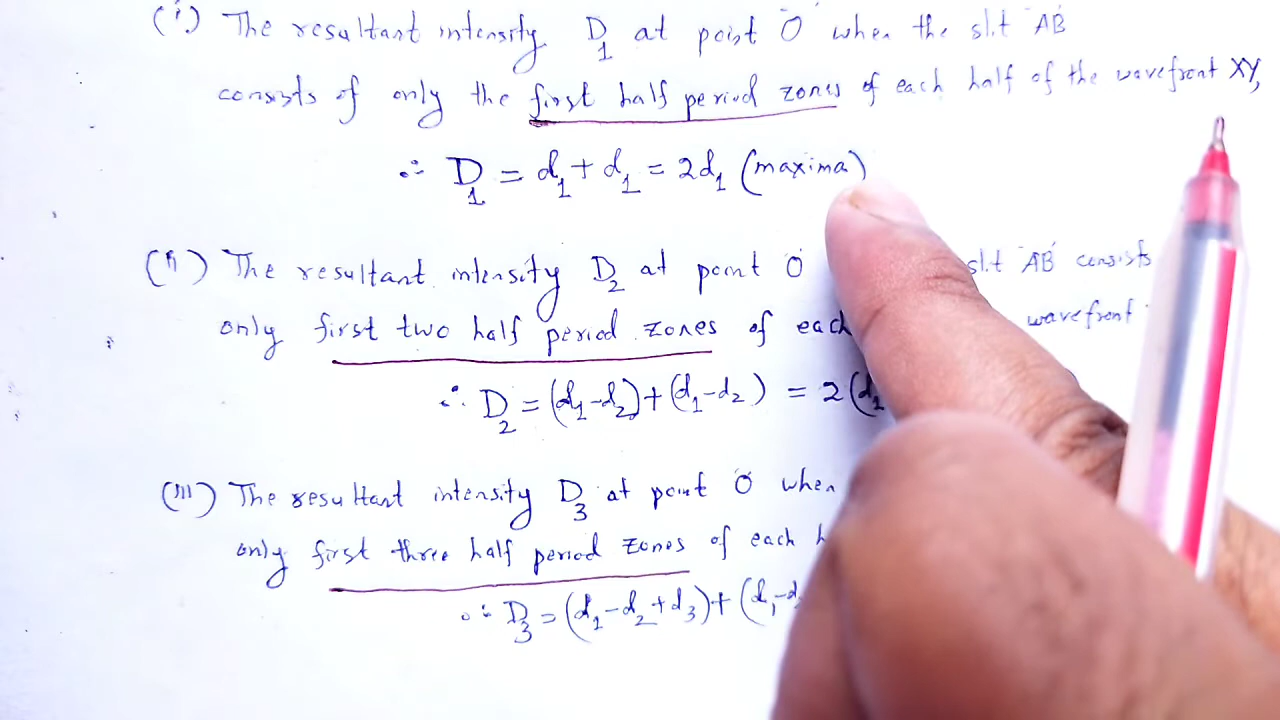 (i) The resultant intensity D₁ at point 'O' when the slit 'AB'
consists of only the first half period zones of each half of the wavefront XY,
∴ D₁ = d₁ + d₁ = 2d₁ (maxima)
(ii) The resultant intensity D₂ at point 'O' slit 'AB' consists
only first two half period zones of each wavefront
∴ D₂ = (d₁-d₂)+(d₁-d₂) = 2(d₁
(iii) The resultant intensity D₃ at point 'O' when
only first three half period zones of each h
∴ D₃ = (d₁-d₂+d₃)+(d₁-d₂